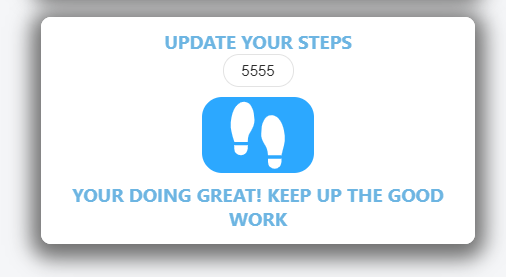 UPDATE YOUR STEPS
5555
YOUR DOING GREAT! KEEP UP THE GOOD
WORK